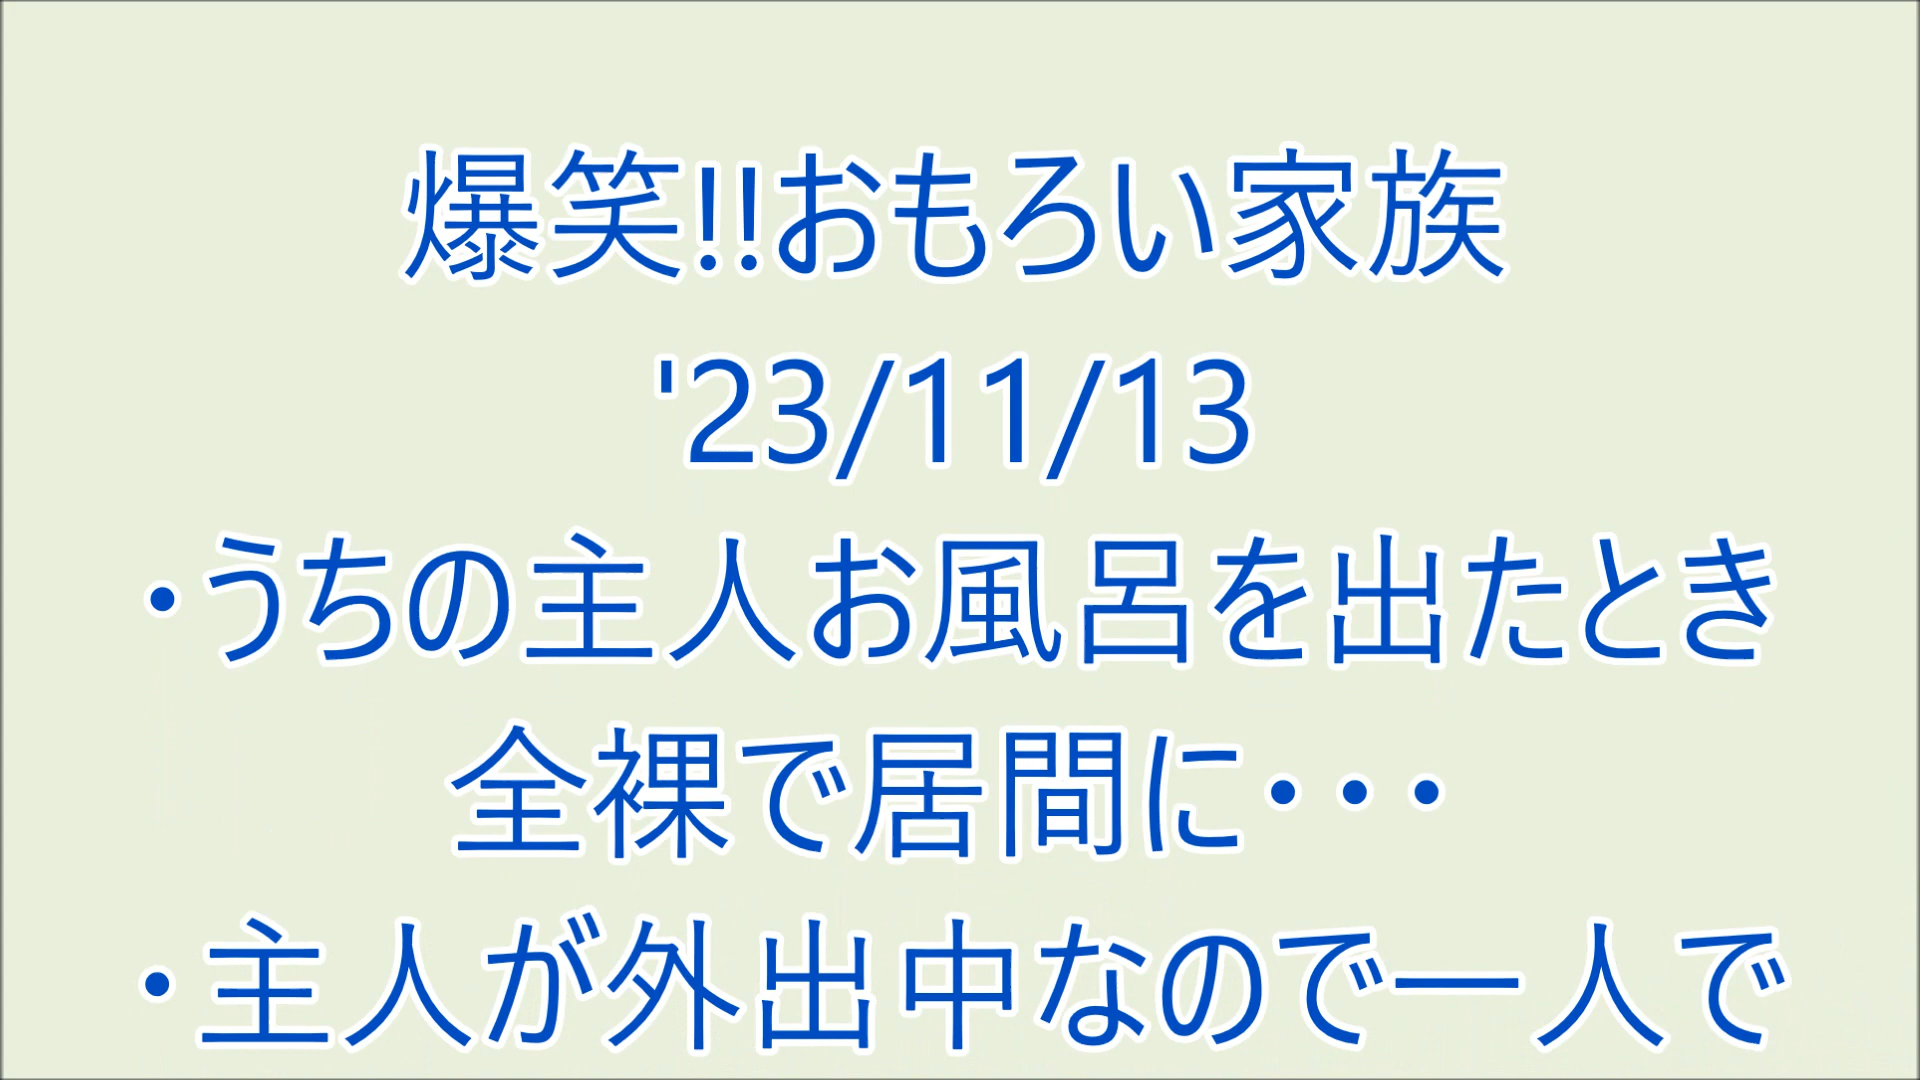 爆笑!!おもろい家族
'23/11/13
・うちの主人お風呂を出たとき
全裸で居間に・・・
・主人が外出中なので一人で